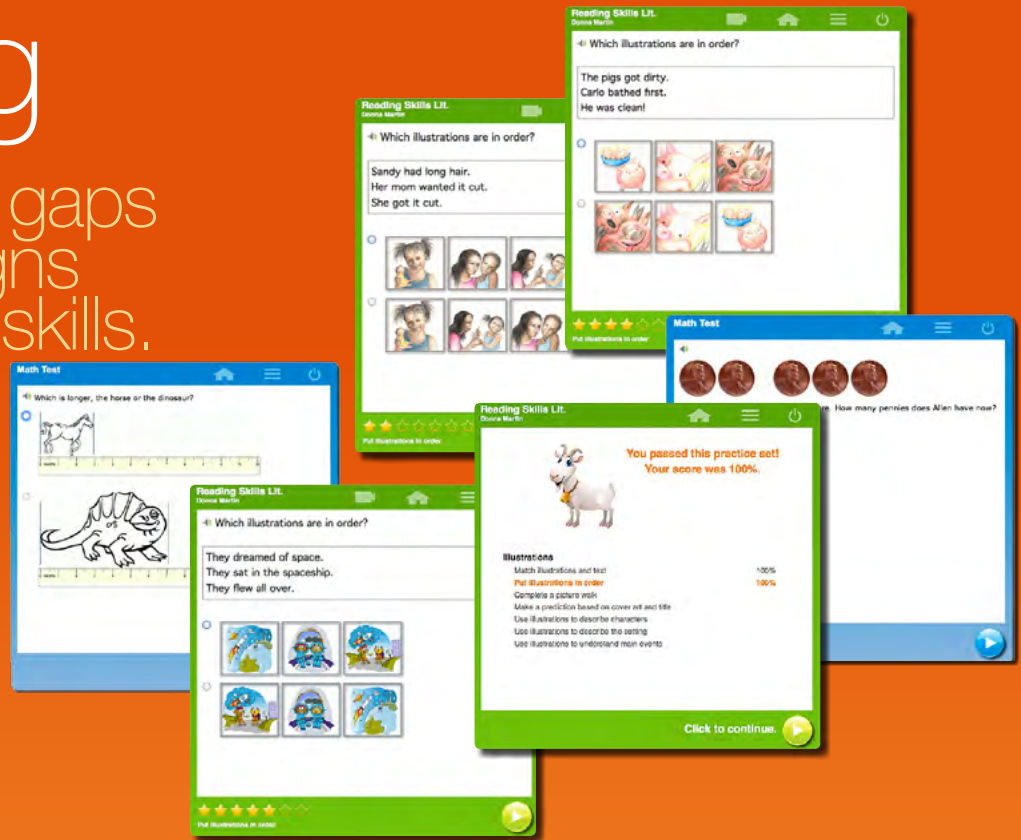 g
gaps
gns
skills.
Reading Skills Lit.
Donna Martin
Which illustrations are in order?
The pigs got dirty.
Carlo bathed first.
He was clean!
Put illustrations in order
Reading Skills Lit.
Donna Martin
Which illustrations are in order?
Sandy had long hair.
Her mom wanted it cut.
She got it cut.
Put illustrations in order
Math Test
re. How many pennies does Allen have now?
Math Test
Which is longer, the horse or the dinosaur?
Reading Skills Lit.
Donna Martin
You passed this practice set!
Your score was 100%.
Illustrations
Match illustrations and text 100%
Put illustrations in order 100%
Complete a picture walk
Make a prediction based on cover art and title
Use illustrations to describe characters
Use illustrations to describe the setting
Use illustrations to understand main events
Click to continue.
Reading Skills Lit.
Donna Martin
Which illustrations are in order?
They dreamed of space.
They sat in the spaceship.
They flew all over.
Put illustrations in order